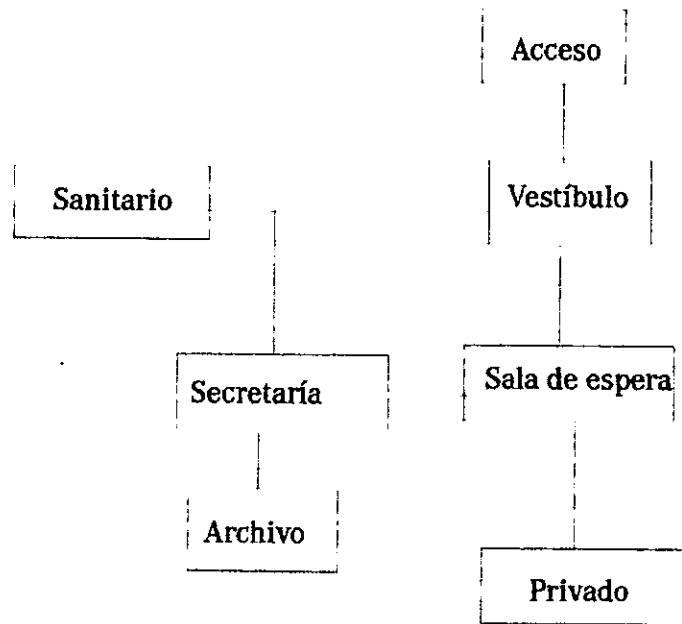 Acceso
Sanitario
Vestíbulo
Secretaría
Sala de espera
Archivo
Privado